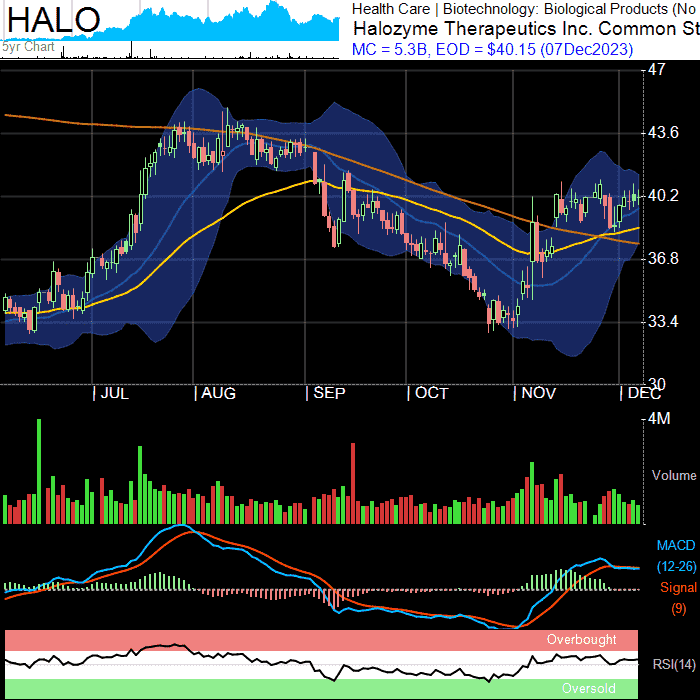 HALO
5yr Chart
Health Care | Biotechnology: Biological Products (No
Halozyme Therapeutics Inc. Common St
MC = 5.3B, EOD = $40.15 (07Dec2023)
47
43.6
40.2
36.8
33.4
30
| JUL | AUG | SEP | OCT | NOV | DEC
4M
Volume
MACD
(12-26)
Signal
(9)
Overbought
RSI(14)
Oversold